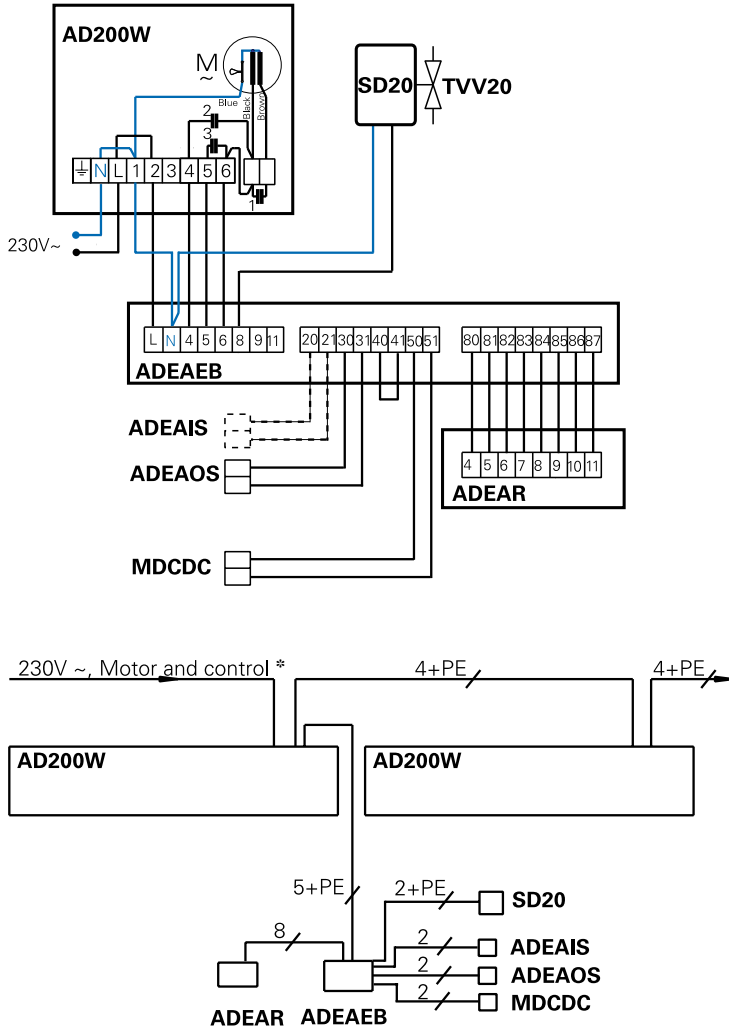 AD200W
M
~
Blue
Black
Brown
2
3
N L 1 2 3 4 5 6
1
230V~
SD20
TVV20
L N 4 5 6 8 9 11
20 21 30 31 40 41 50 51
80 81 82 83 84 85 86 87
ADEAEB
ADEAIS
ADEAOS
4 5 6 7 8 9 10 11
ADEAR
MDCDC
230V ~, Motor and control *
4+PE
4+PE
AD200W
AD200W
5+PE
2+PE
SD20
8
2
ADEAIS
2
ADEAOS
2
MDCDC
ADEAR
ADEAEB